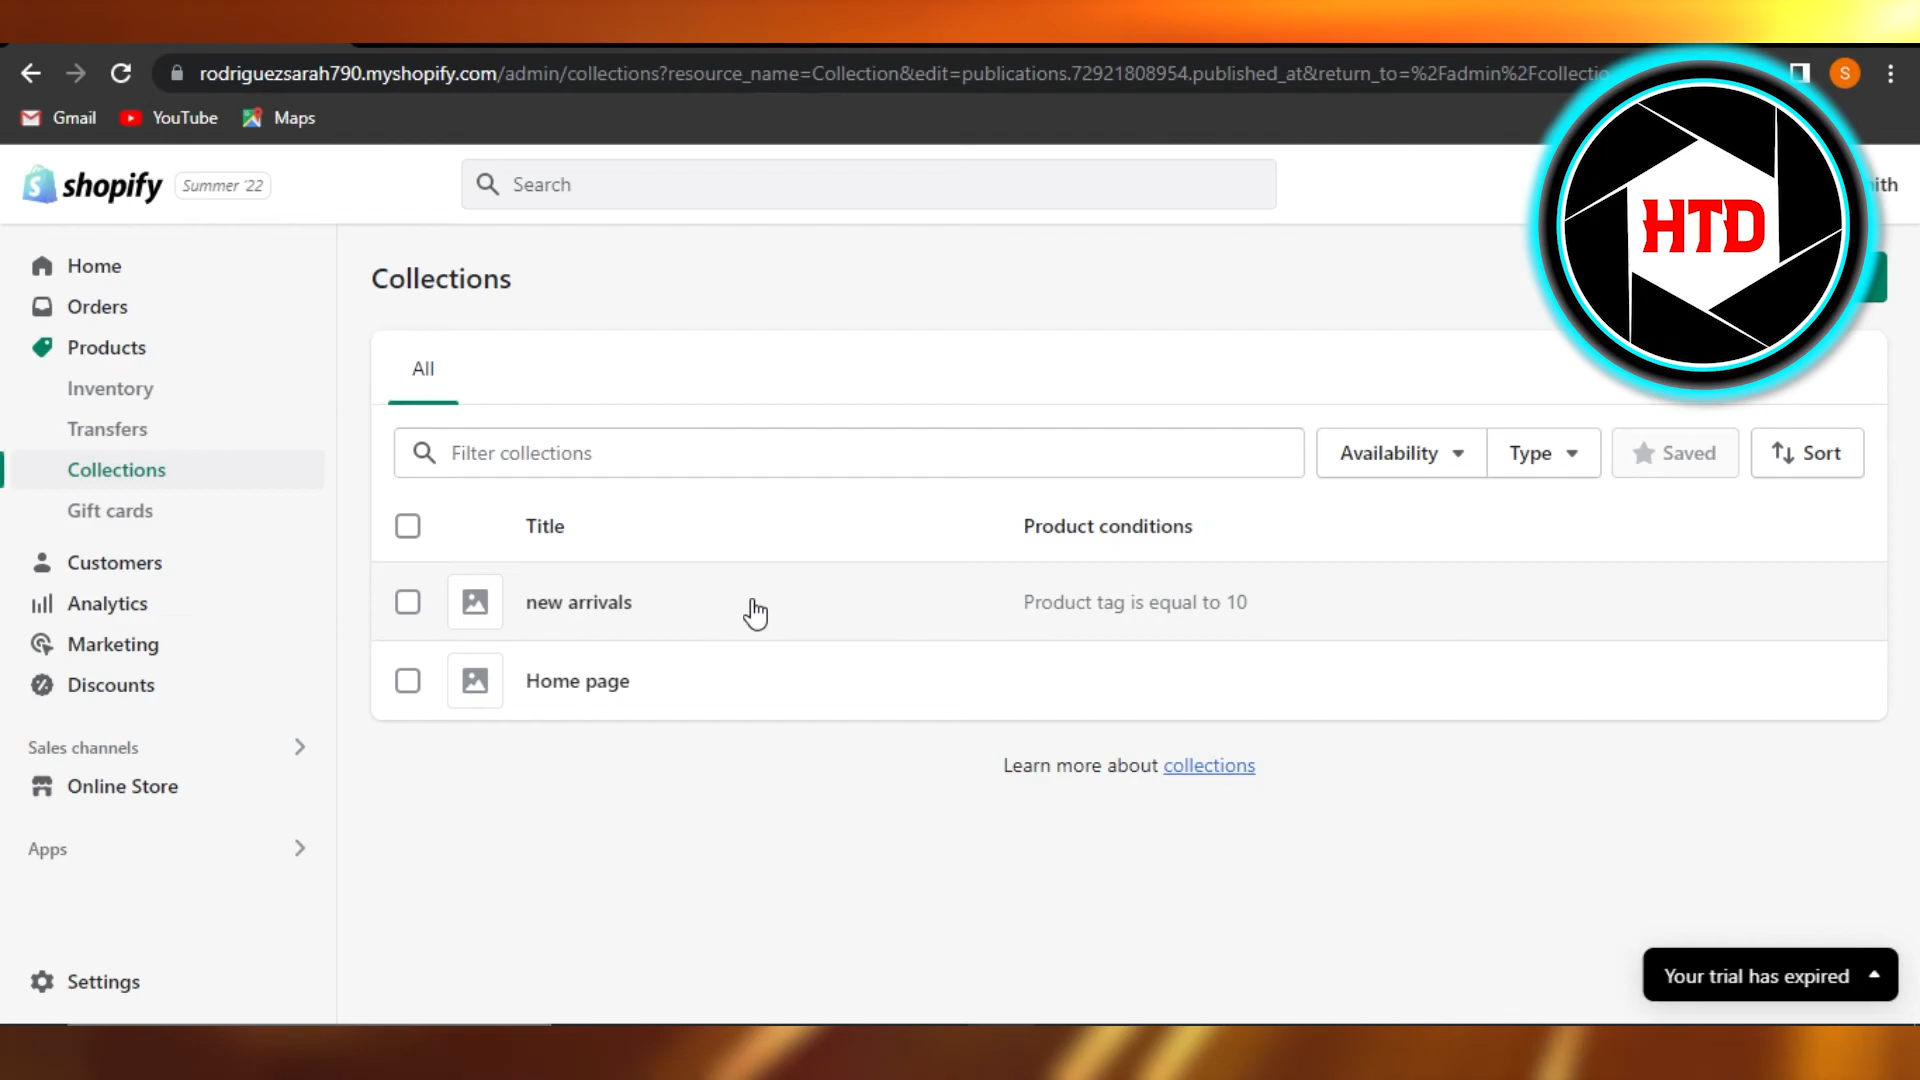 rodriguezsarah790.myshopify.com/admin/collections?resource_name=Collection&edit=publications.72921808954.published_at&return_to=%2Fadmin%2Fcollectio
S
Gmail
YouTube
Maps
shopify
Summer '22
Search
HTD
Home
Orders
Products
Inventory
Transfers
Collections
Gift cards
Customers
Analytics
Marketing
Discounts
Sales channels
Online Store
Apps
Settings
Collections
All
Filter collections
Availability
Type
Saved
Sort
Title
Product conditions
new arrivals
Product tag is equal to 10
Home page
Learn more about collections
Your trial has expired